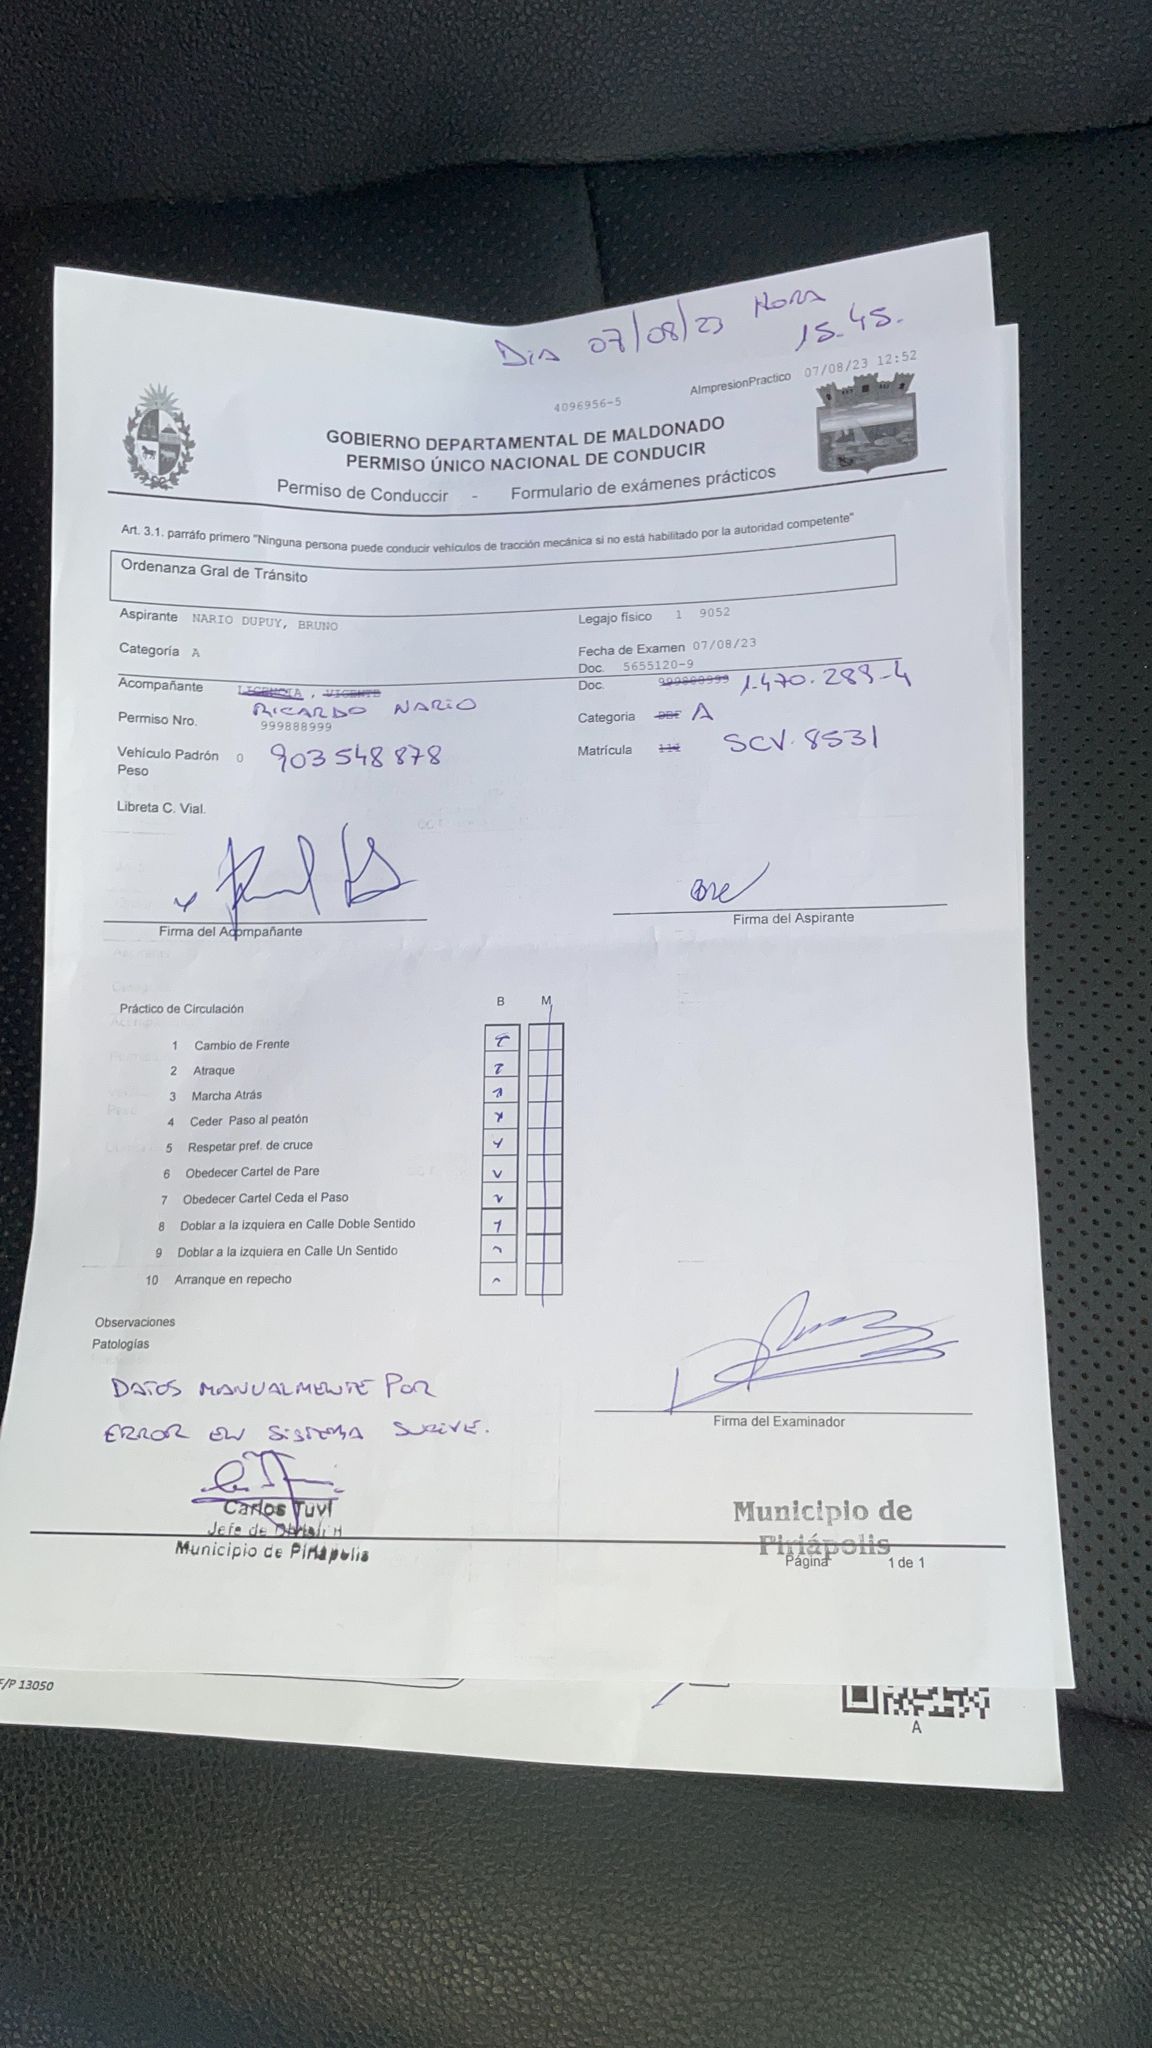 DIA 07/08/23 HORA
15.45.
AImpresionPractico 07/08/23 12:52
4096956-5
GOBIERNO DEPARTAMENTAL DE MALDONADO
PERMISO ÚNICO NACIONAL DE CONDUCIR
Permiso de Conduccir - Formulario de exámenes prácticos
Art. 3.1. parráfo primero "Ninguna persona puede conducir vehículos de tracción mecánica si no está habilitado por la autoridad competente"
Ordenanza Gral de Tránsito
Aspirante NARIO DUPUY, BRUNO Legajo físico 1 9052
Categoría A Fecha de Examen 07/08/23
Doc. 5655120-9
Acompañante LICENCIA , VIGENTE Doc. 999888999 1.470.289-4
RICARDO NARIO
Permiso Nro. 999888999 Categoria A
Vehículo Padrón 0 903548878 Matrícula 111 SCV.8531
Peso
Libreta C. Vial.
Firma del Acompañante Firma del Aspirante
Práctico de Circulación B M
1 Cambio de Frente
2 Atraque
3 Marcha Atrás
4 Ceder Paso al peatón
5 Respetar pref. de cruce
6 Obedecer Cartel de Pare
7 Obedecer Cartel Ceda el Paso
8 Doblar a la izquiera en Calle Doble Sentido
9 Doblar a la izquiera en Calle Un Sentido
10 Arranque en repecho
Observaciones
Patologías
DATOS MANUALMENTE POR
ERROR EN SISTEMA SUCIVE.
Firma del Examinador
Carlos Tuvi
Jefe de
Municipio de Piriápolis
Municipio de
Piriápolis
Página 1 de 1
F/P 13050
A